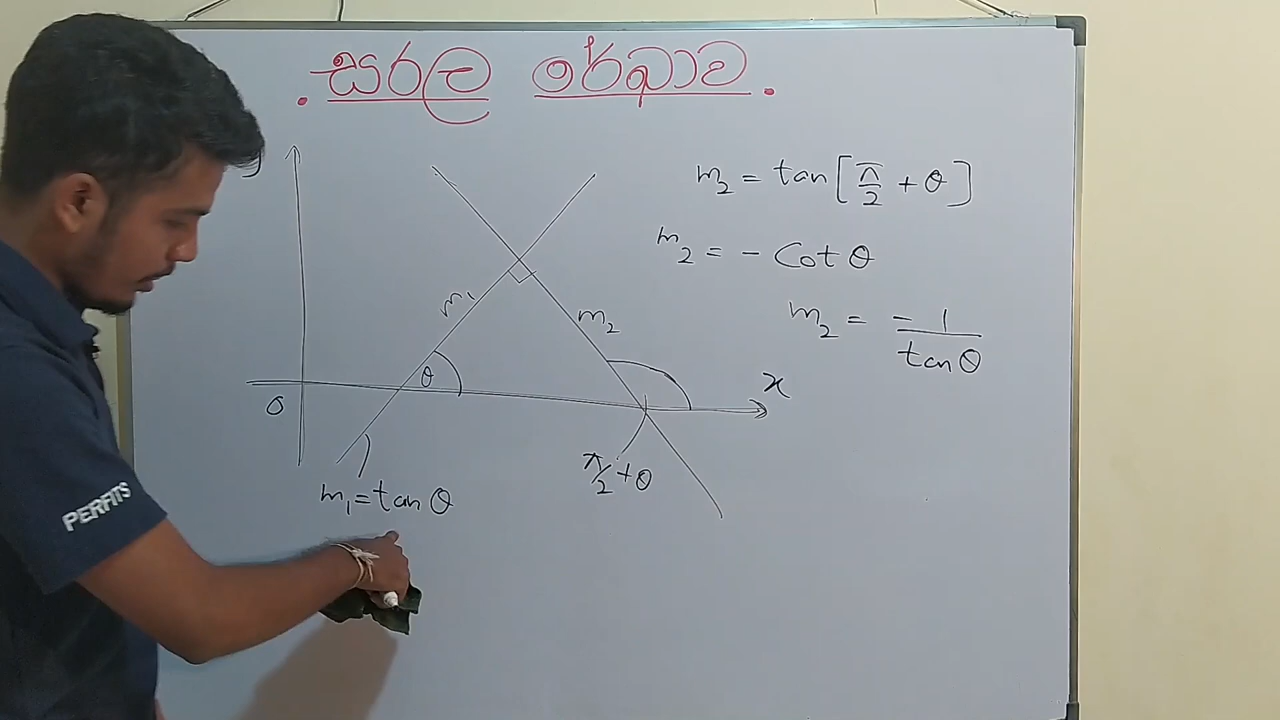 . සරල රේඛාව .
y
m₂ = tan [π/2 + θ]
m₂ = - Cot θ
m₂ = -1/tan θ
m₁
m₂
θ
x
O
π/2 + θ
m₁ = tan θ
PERFITS